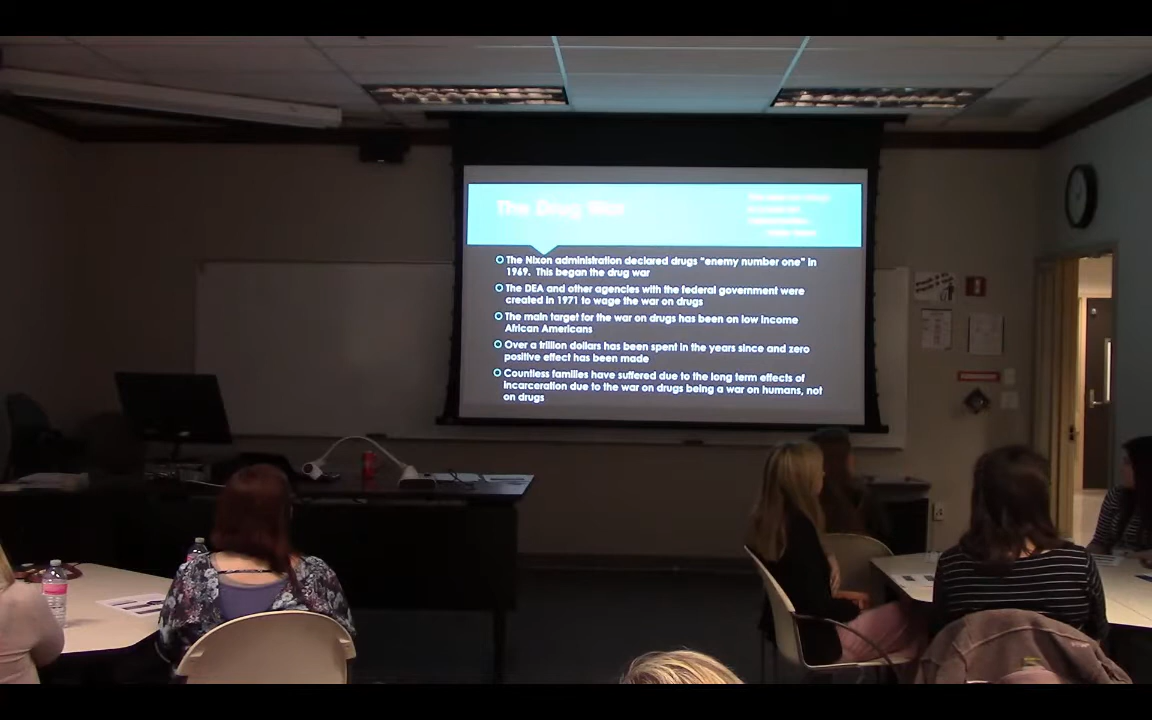 The Drug War
The Nixon administration declared drugs "enemy number one" in
1969. This began the drug war
The DEA and other agencies with the federal government were
created in 1971 to wage the war on drugs
The main target for the war on drugs has been on low income
African Americans
Over a trillion dollars has been spent in the years since and zero
positive effect has been made
Countless families have suffered due to the long term effects of
incarceration due to the war on drugs being a war on humans, not
on drugs